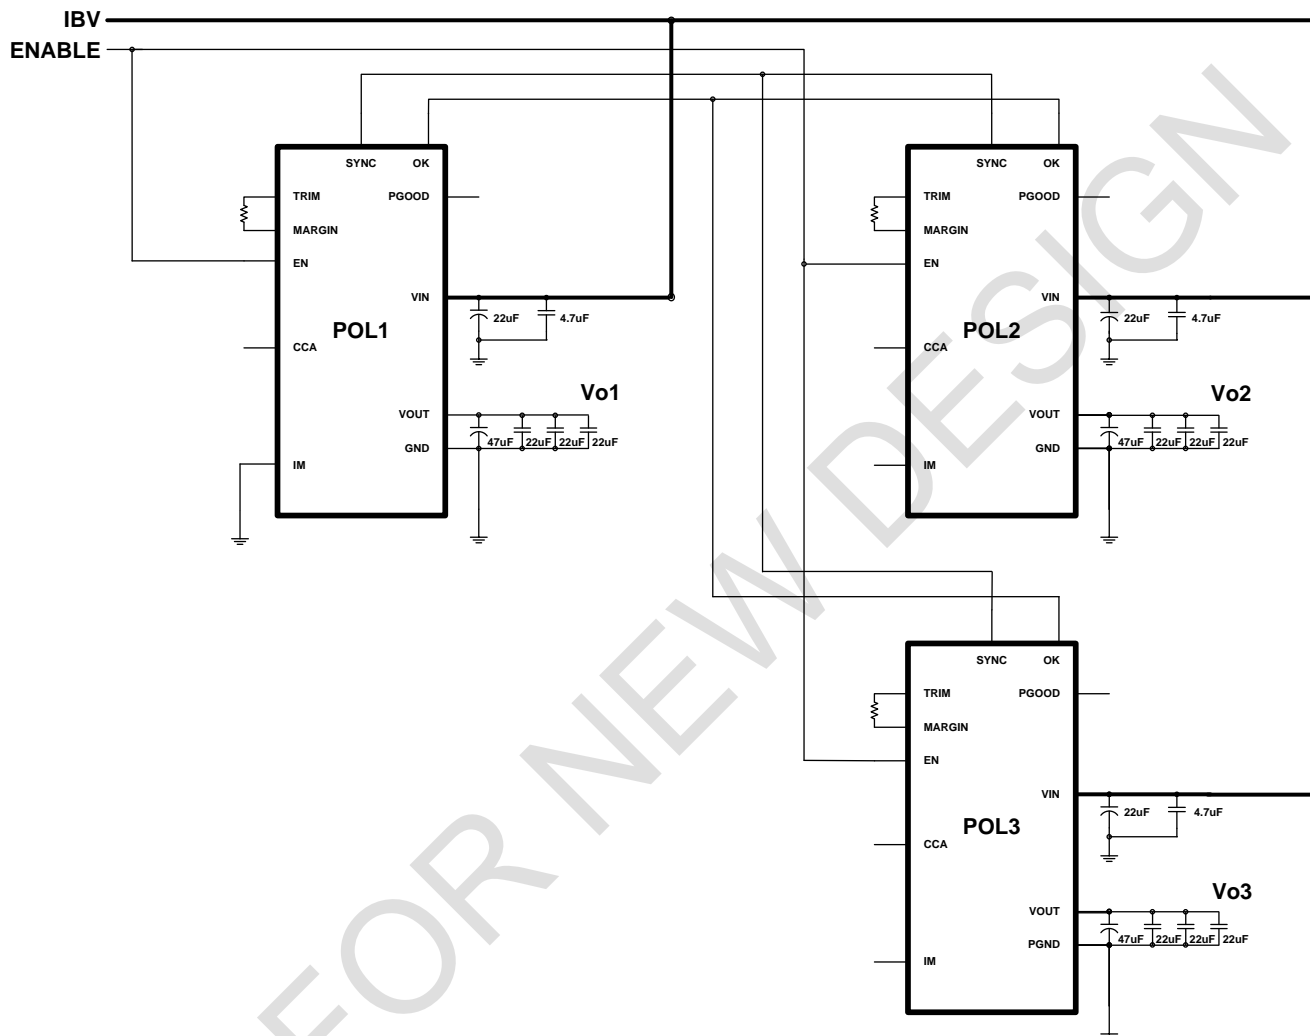 IBV
ENABLE
SYNC OK
TRIM
PGOOD
MARGIN
EN
VIN
22uF 4.7uF
POL1
CCA
Vo1
VOUT
47uF 22uF 22uF 22uF
GND
IM
SYNC OK
TRIM
PGOOD
MARGIN
EN
VIN
22uF 4.7uF
POL2
CCA
Vo2
VOUT
47uF 22uF 22uF 22uF
GND
IM
SYNC OK
TRIM
PGOOD
MARGIN
EN
VIN
22uF 4.7uF
POL3
CCA
Vo3
VOUT
47uF 22uF 22uF 22uF
PGND
IM
FOR NEW DESIGN